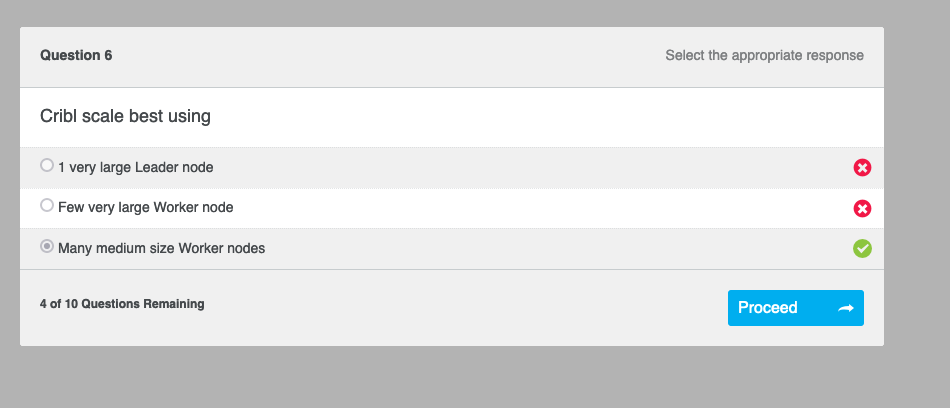 Question 6
Select the appropriate response
Cribl scale best using
1 very large Leader node
Few very large Worker node
Many medium size Worker nodes
4 of 10 Questions Remaining
Proceed